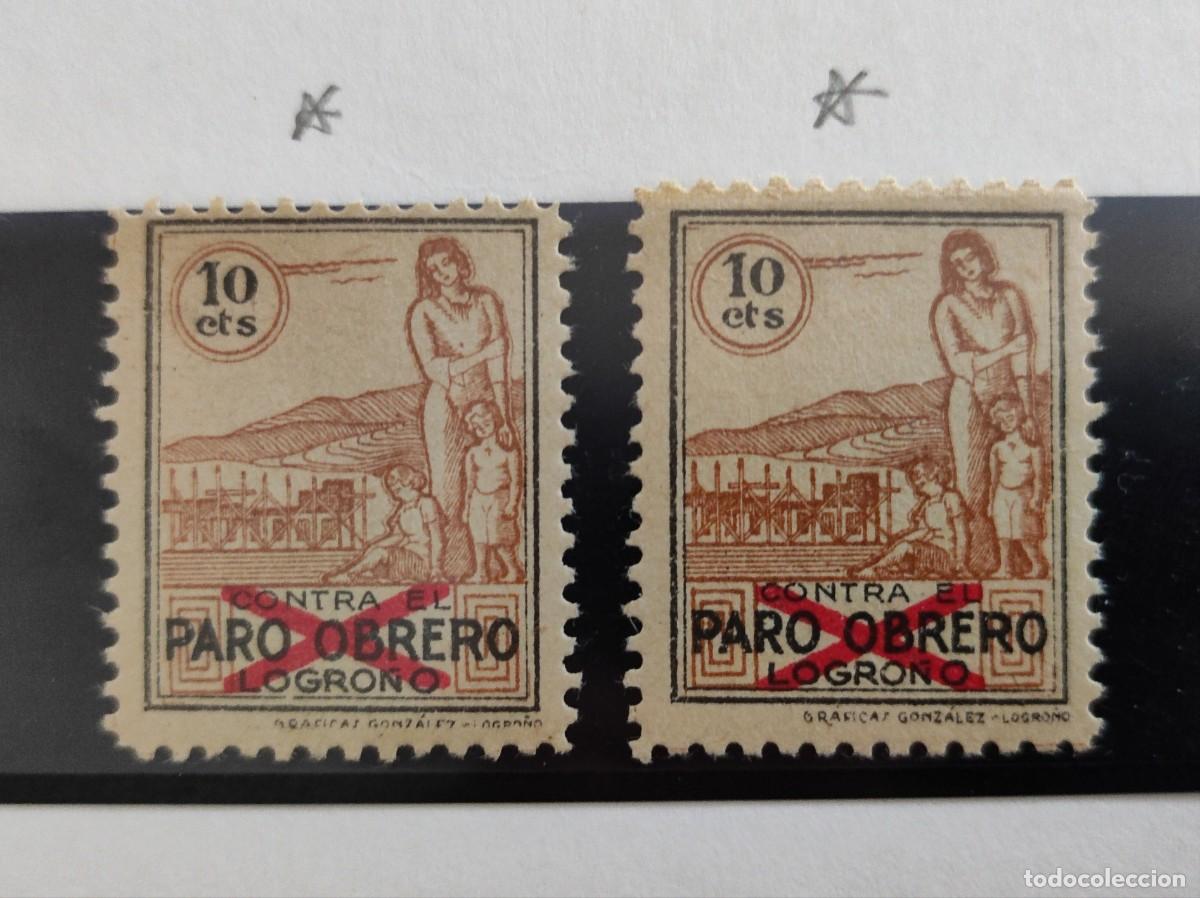 10
cts
CONTRA EL
PARO OBRERO
LOGROÑO
GRAFICAS GONZÁLEZ - LOGROÑO
10
cts
CONTRA EL
PARO OBRERO
LOGROÑO
GRAFICAS GONZÁLEZ - LOGROÑO
todocoleccion